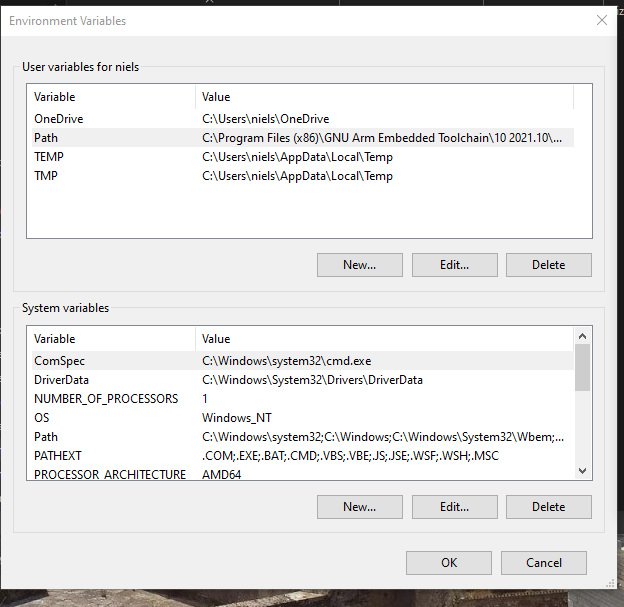 Environment Variables
User variables for niels
Variable Value
OneDrive C:\Users\niels\OneDrive
Path C:\Program Files (x86)\GNU Arm Embedded Toolchain\10 2021.10\...
TEMP C:\Users\niels\AppData\Local\Temp
TMP C:\Users\niels\AppData\Local\Temp
New... Edit... Delete
System variables
Variable Value
ComSpec C:\Windows\system32\cmd.exe
DriverData C:\Windows\System32\Drivers\DriverData
NUMBER_OF_PROCESSORS 1
OS Windows_NT
Path C:\Windows\system32;C:\Windows;C:\Windows\System32\Wbem;...
PATHEXT .COM;.EXE;.BAT;.CMD;.VBS;.VBE;.JS;.JSE;.WSF;.WSH;.MSC
PROCESSOR_ARCHITECTURE AMD64
New... Edit... Delete
OK Cancel